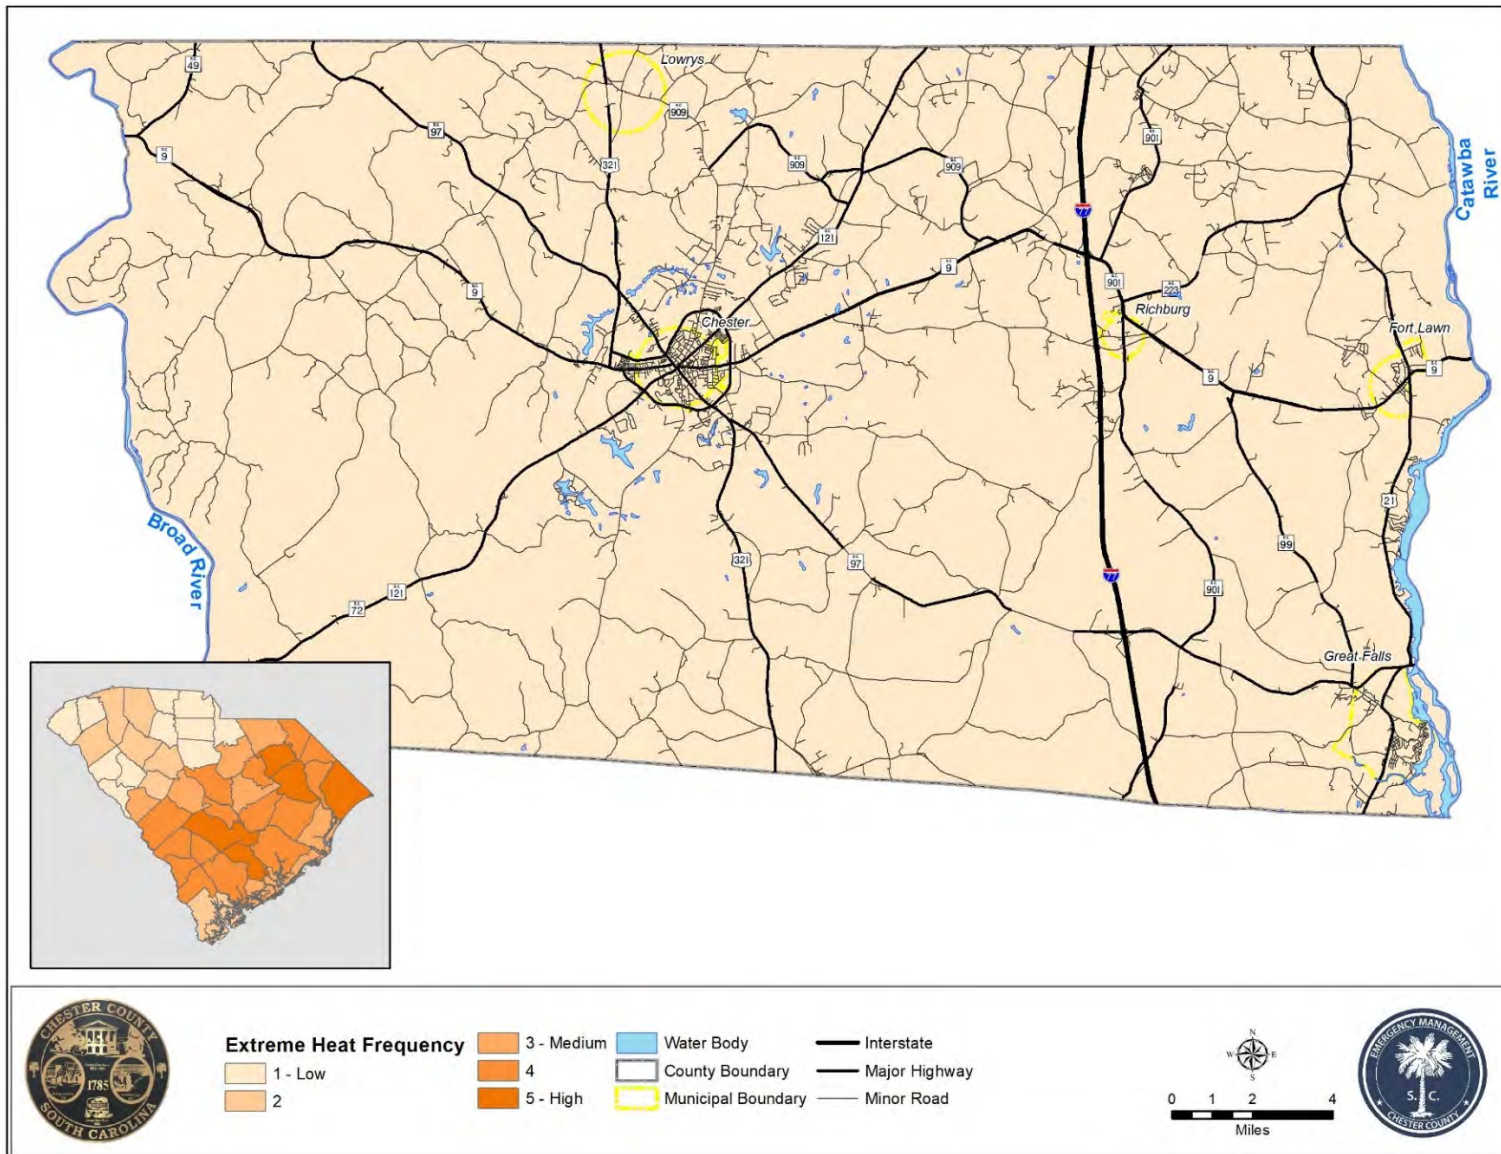 Lowrys
S.C. 49
S.C. 97
S.C. 909
S.C. 9
321
S.C. 909
S.C. 909
S.C. 901
Catawba
River
77
S.C. 121
S.C. 9
S.C. 9
S.C. 901
S.C. 223
Richburg
Chester
Fort Lawn
S.C. 9
S.C. 9
21
Broad River
321
S.C. 97
77
S.C. 99
S.C. 901
S.C. 121
S.C. 72
Great Falls
CHESTER COUNTY
1785
SOUTH CAROLINA
Extreme Heat Frequency
1 - Low
2
3 - Medium
4
5 - High
Water Body
County Boundary
Municipal Boundary
Interstate
Major Highway
Minor Road
N
W E
S
0 1 2 4
Miles
EMERGENCY MANAGEMENT
S. C.
CHESTER COUNTY